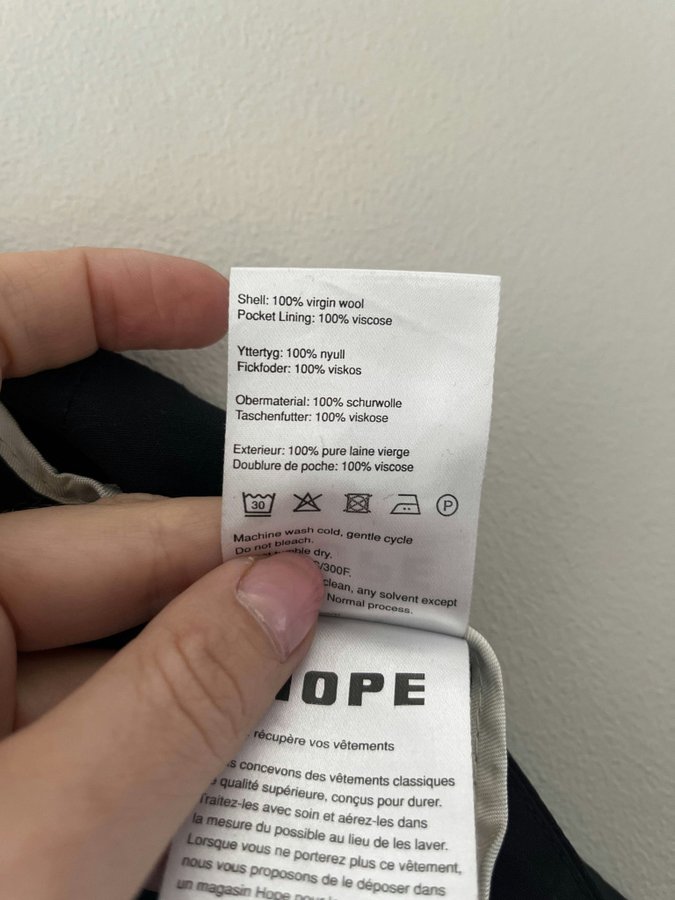 Shell: 100% virgin wool
Pocket Lining: 100% viscose
Yttertyg: 100% nyull
Fickfoder: 100% viskos
Obermaterial: 100% schurwolle
Taschenfutter: 100% viskose
Exterieur: 100% pure laine vierge
Doublure de poche: 100% viscose
30 P
Machine wash cold, gentle cycle
Do not bleach.
dry.
/300F.
clean, any solvent except
Normal process.
HOPE
récupère vos vêtements
concevons des vêtements classiques
qualité supérieure, conçus pour durer.
Traitez-les avec soin et aérez-les dans
la mesure du possible au lieu de les laver.
Lorsque vous ne porterez plus ce vêtement,
nous vous proposons de le déposer dans
un magasin Hope pour